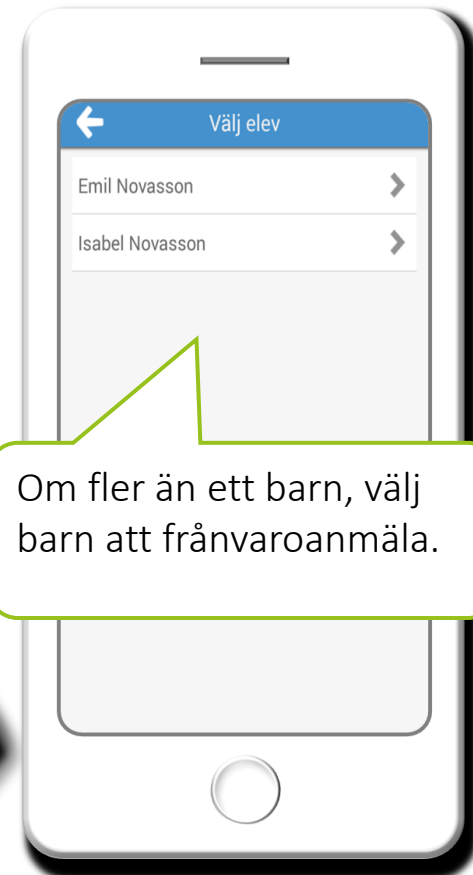 Välj elev
Emil Novasson
Isabel Novasson
Om fler än ett barn, välj
barn att frånvaroanmäla.